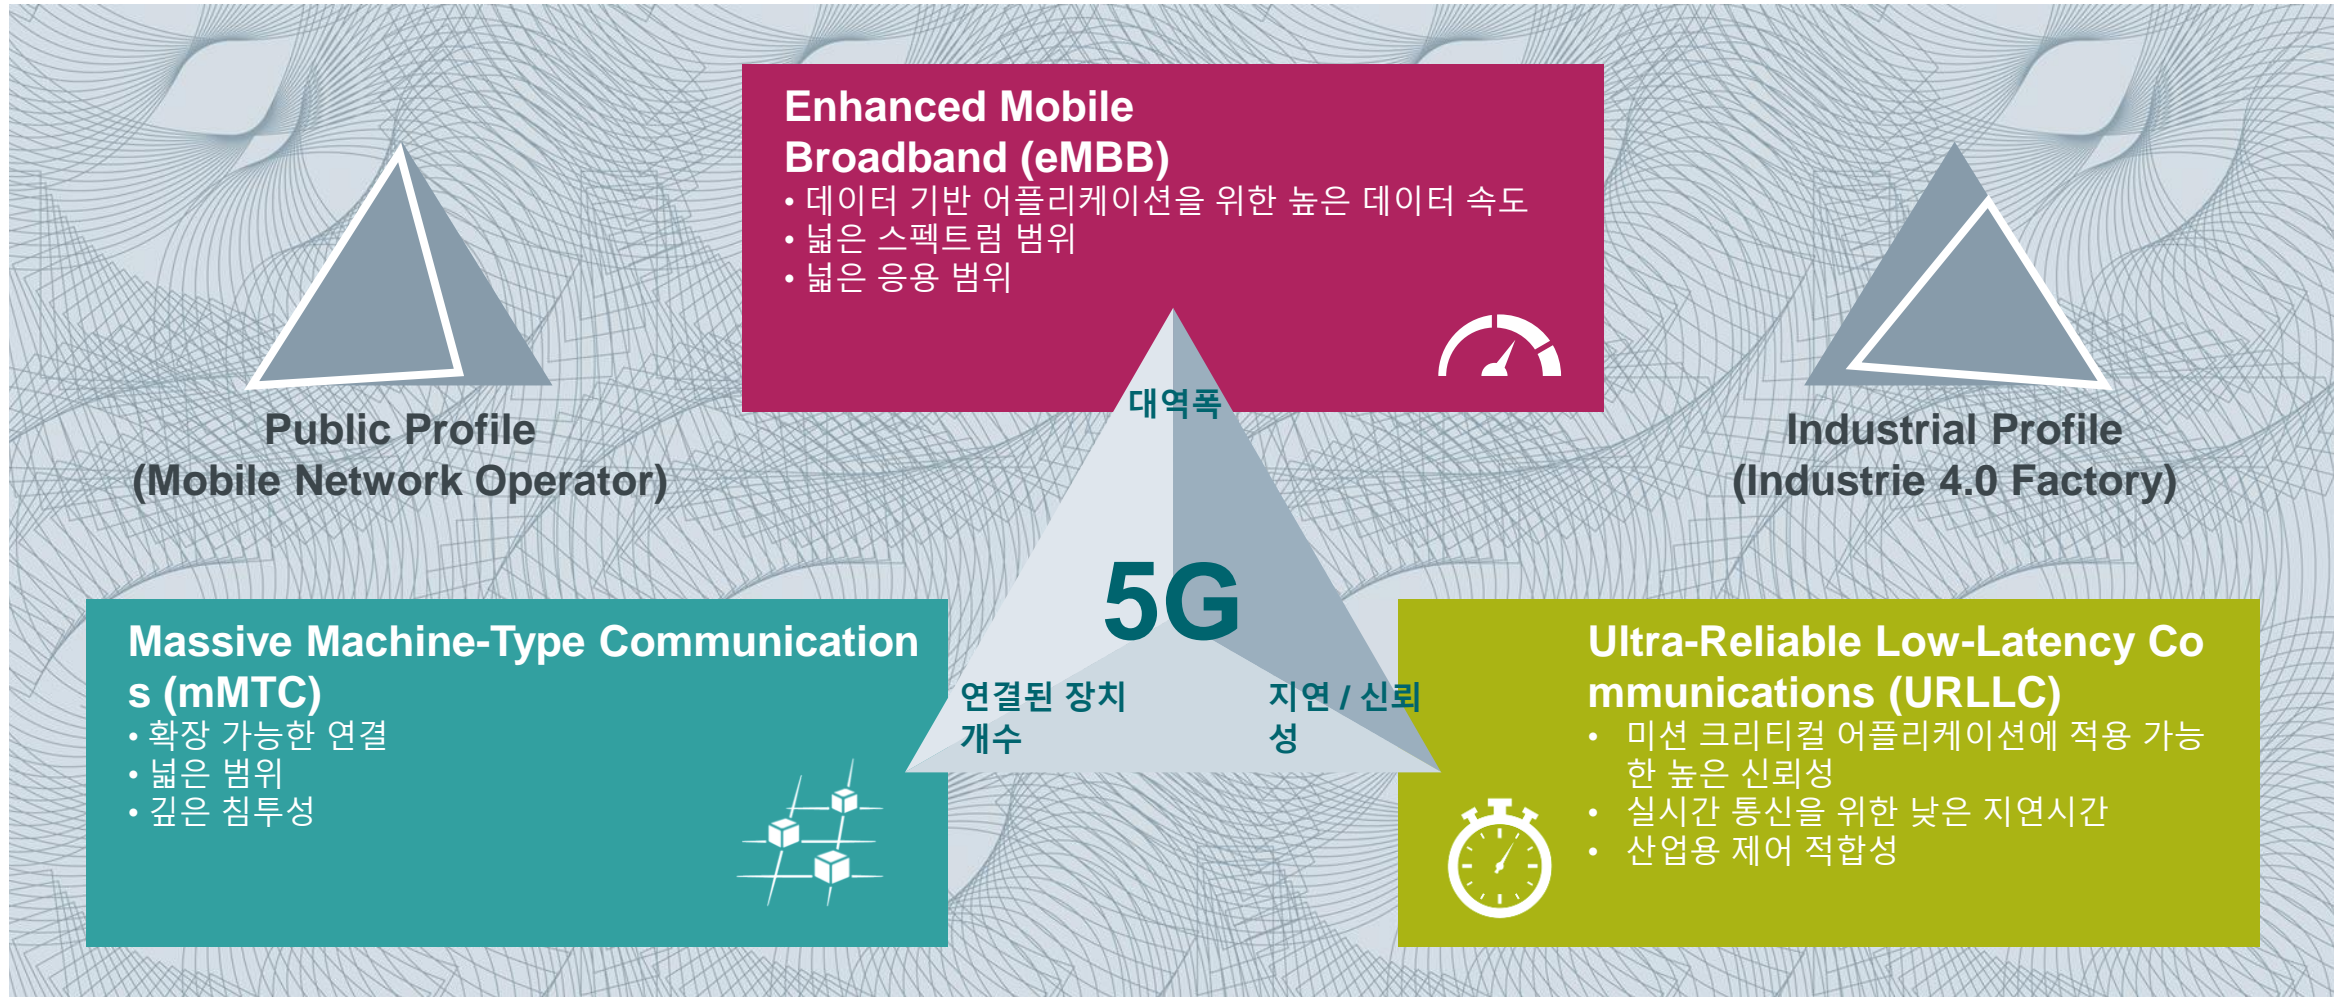 Enhanced Mobile
Broadband (eMBB)
• 데이터 기반 어플리케이션을 위한 높은 데이터 속도
• 넓은 스펙트럼 범위
• 넓은 응용 범위
대역폭
Public Profile
(Mobile Network Operator)
Industrial Profile
(Industrie 4.0 Factory)
5G
Massive Machine-Type Communication
s (mMTC)
• 확장 가능한 연결
• 넓은 범위
• 깊은 침투성
연결된 장치
개수
지연 / 신뢰
성
Ultra-Reliable Low-Latency Co
mmunications (URLLC)
• 미션 크리티컬 어플리케이션에 적용 가능
한 높은 신뢰성
• 실시간 통신을 위한 낮은 지연시간
• 산업용 제어 적합성